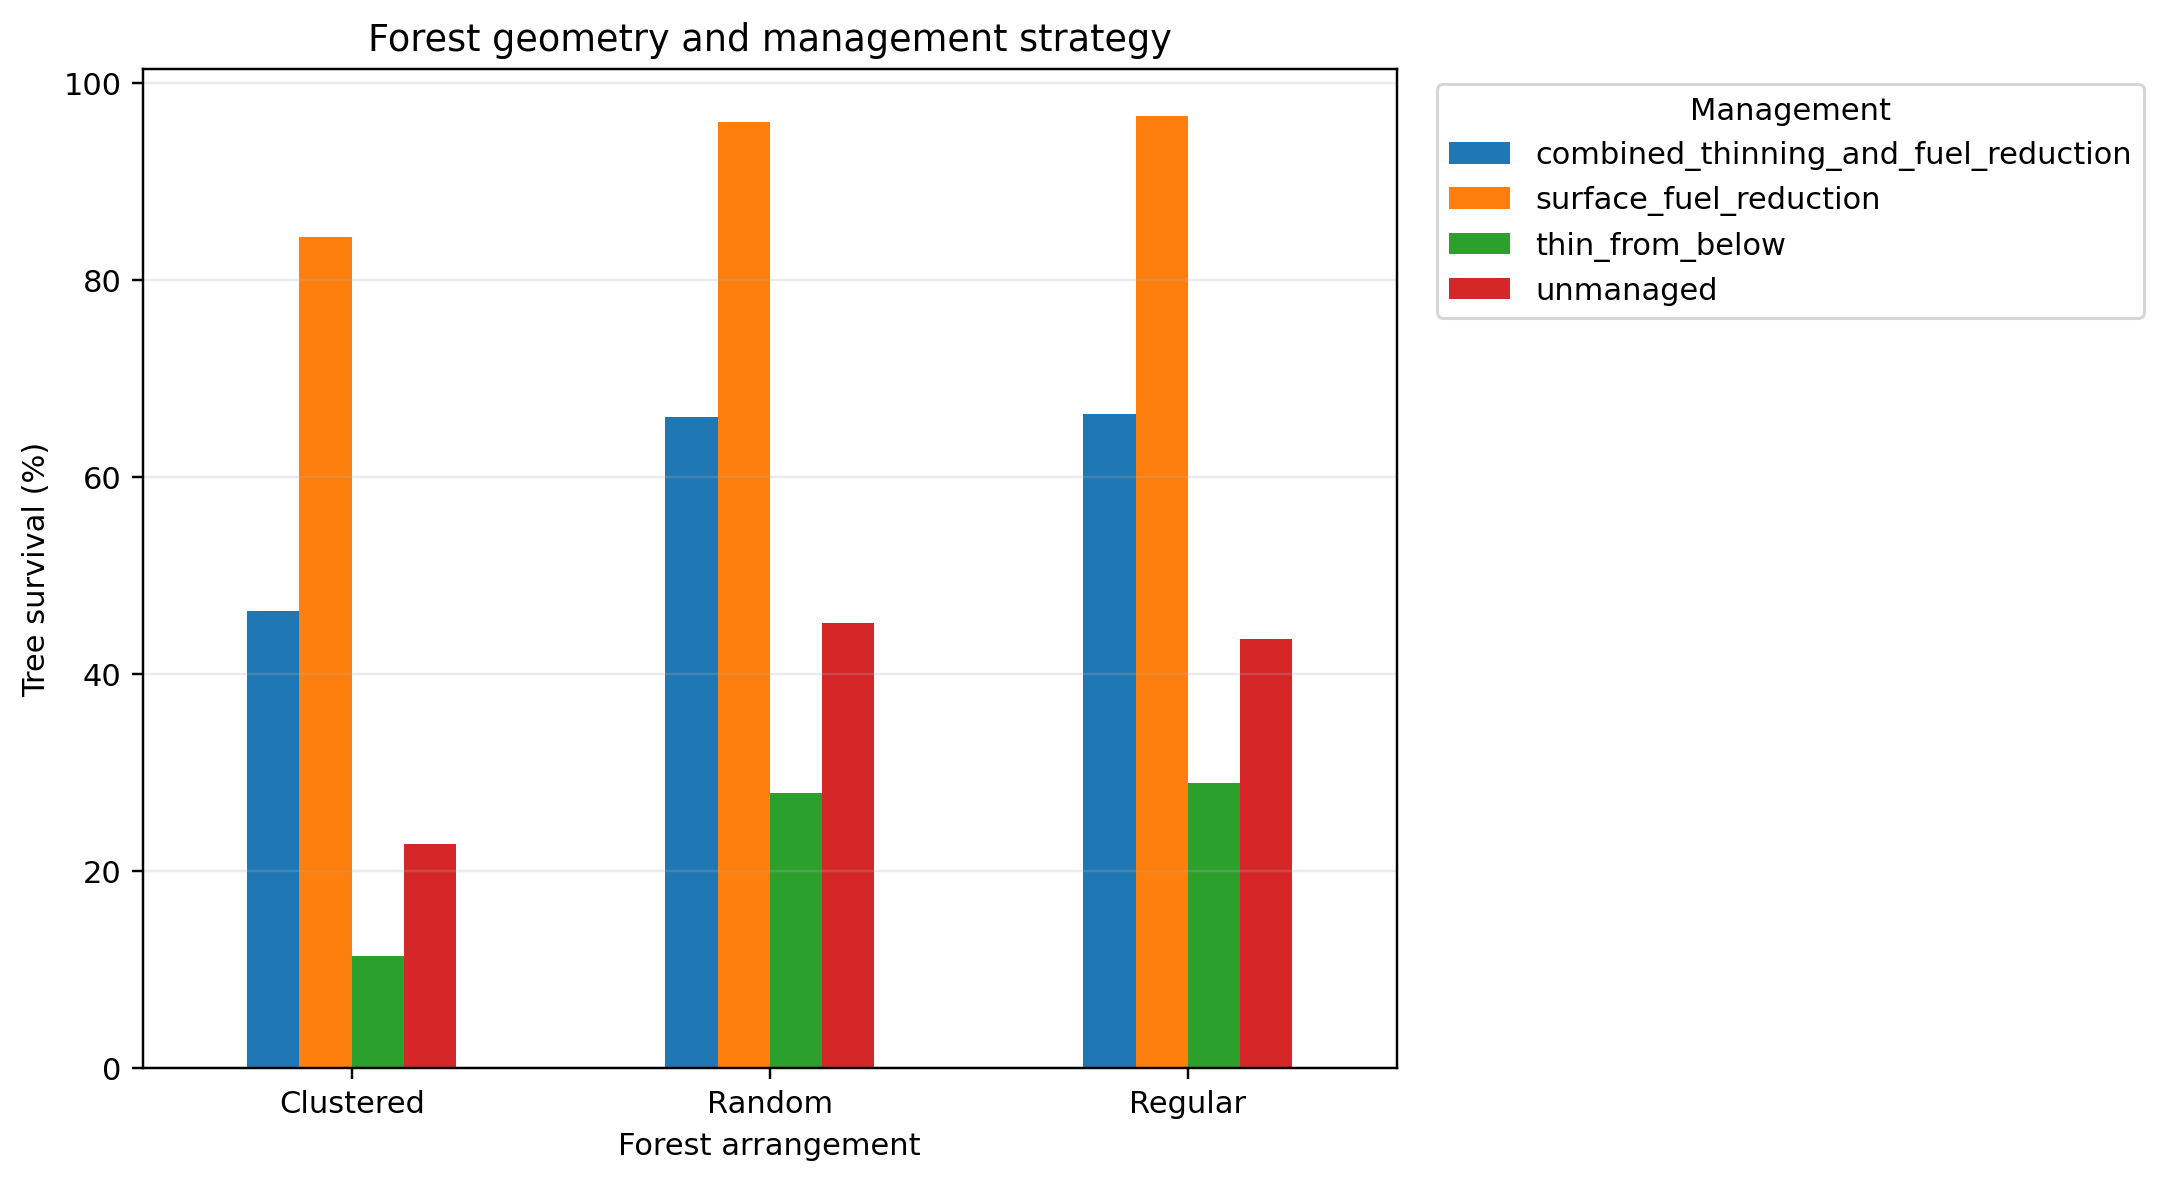 Forest geometry and management strategy
100
80
60
40
20
0
Tree survival (%)
Clustered
Random
Regular
Forest arrangement
Management
combined_thinning_and_fuel_reduction
surface_fuel_reduction
thin_from_below
unmanaged